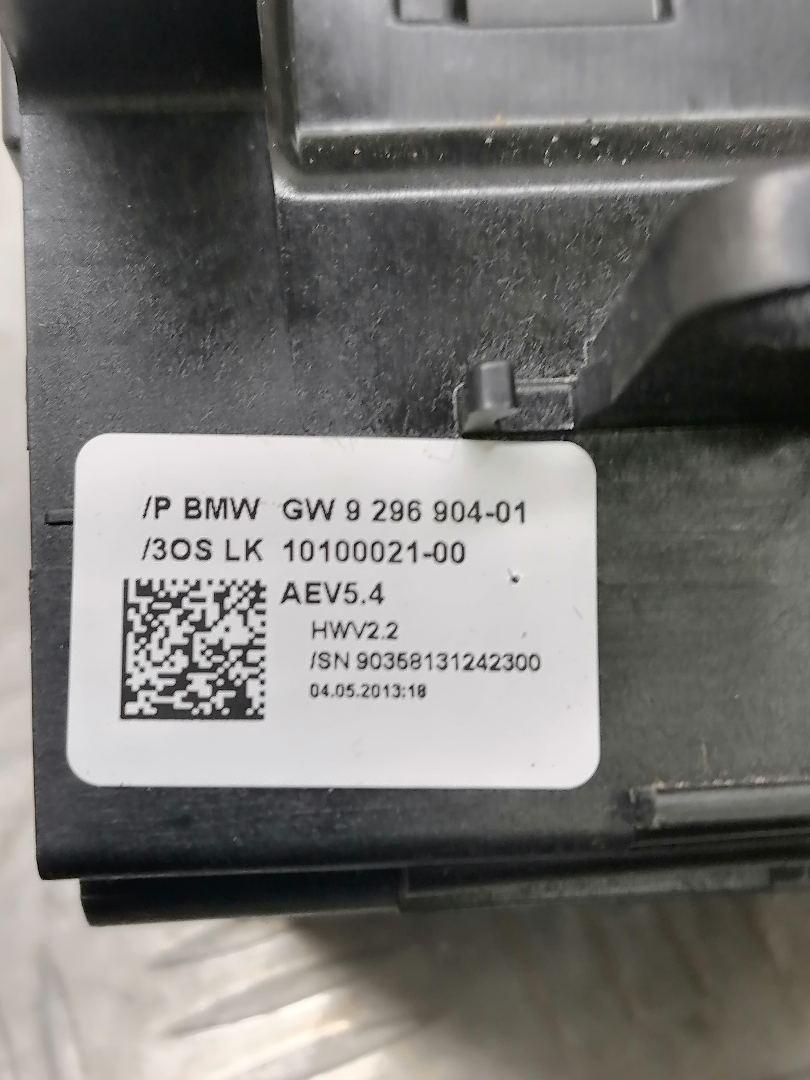 /P BMW GW 9 296 904-01
/3OS LK 10100021-00
AEV5.4
HWV2.2
/SN 90358131242300
04.05.2013:18